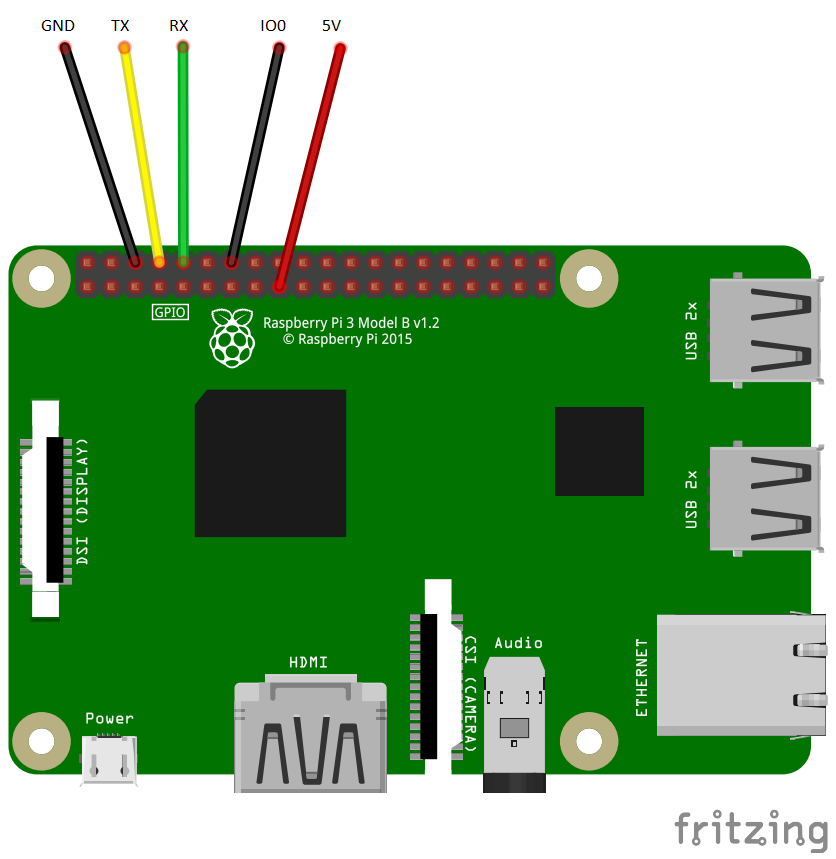 GND TX RX IO0 5V
GPIO
Raspberry Pi 3 Model B v1.2
© Raspberry Pi 2015
USB 2x
DSI (DISPLAY)
USB 2x
HDMI
CSI (CAMERA)
Audio
ETHERNET
Power
fritzing